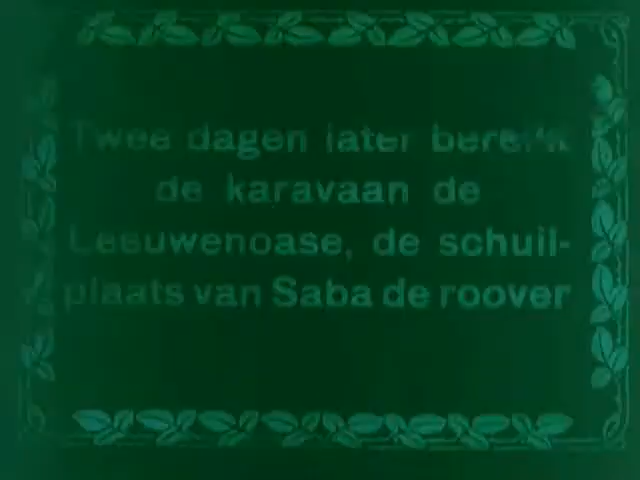 Twee dagen later bereikt
de karavaan de
Leeuwenoase, de schuil-
plaats van Saba de roover